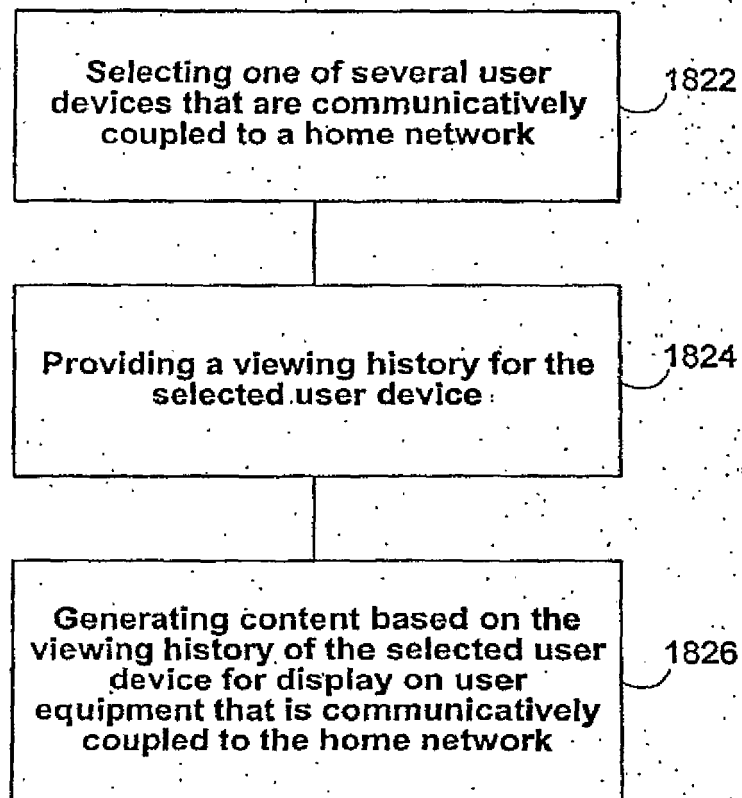 Selecting one of several user
devices that are communicatively
coupled to a home network
1822
Providing a viewing history for the
selected user device
1824
Generating content based on the
viewing history of the selected user
device for display on user
equipment that is communicatively
coupled to the home network
1826